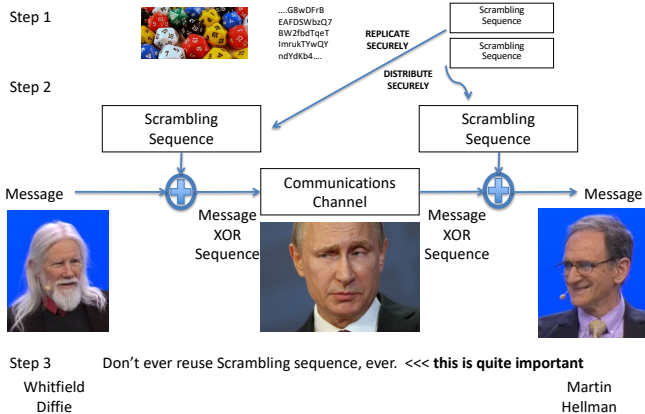 Step 1
....G8wDFrB
EAFDSWbzQ7
BW2fbdTqeT
ImrukTYwQY
ndYdKb4....
REPLICATE
SECURELY
Scrambling
Sequence
Scrambling
Sequence
DISTRIBUTE
SECURELY
Step 2
Scrambling
Sequence
Scrambling
Sequence
Message
Communications
Channel
Message
Message
XOR
Sequence
Message
XOR
Sequence
Step 3 Don’t ever reuse Scrambling sequence, ever. <<< this is quite important
Whitfield
Diffie
Martin
Hellman